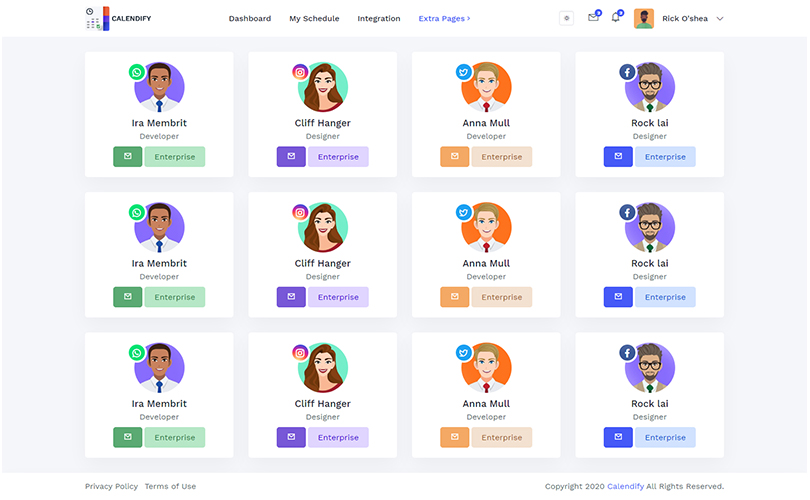 CALENDIFY Dashboard My Schedule Integration Extra Pages > Rick O'shea
Ira Membrit Cliff Hanger Anna Mull Rock lai
Developer Designer Developer Designer
Enterprise Enterprise Enterprise Enterprise
Ira Membrit Cliff Hanger Anna Mull Rock lai
Developer Designer Developer Designer
Enterprise Enterprise Enterprise Enterprise
Ira Membrit Cliff Hanger Anna Mull Rock lai
Developer Designer Developer Designer
Enterprise Enterprise Enterprise Enterprise
Privacy Policy Terms of Use Copyright 2020 Calendify All Rights Reserved.